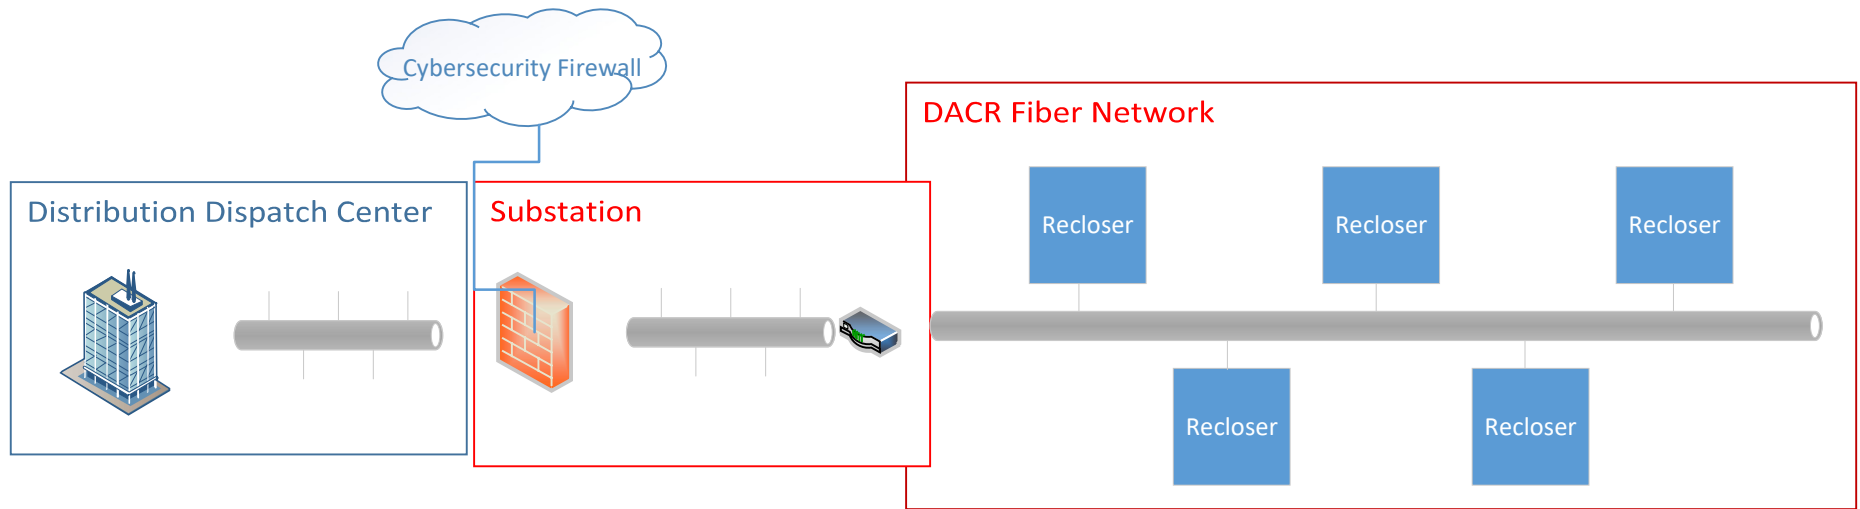 Cybersecurity Firewall
DACR Fiber Network
Distribution Dispatch Center
Substation
Recloser
Recloser
Recloser
Recloser
Recloser